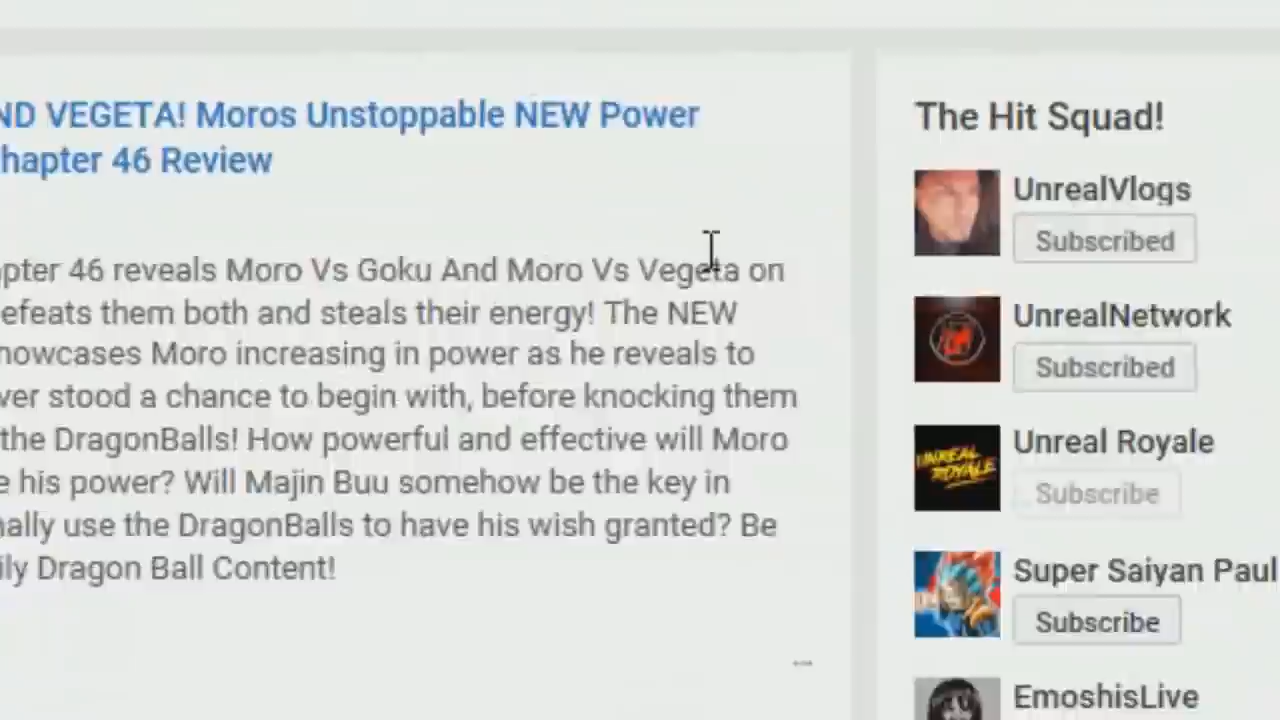 ND VEGETA! Moros Unstoppable NEW Power
hapter 46 Review
pter 46 reveals Moro Vs Goku And Moro Vs Vegeta on
efeats them both and steals their energy! The NEW
nowcases Moro increasing in power as he reveals to
ver stood a chance to begin with, before knocking them
the DragonBalls! How powerful and effective will Moro
e his power? Will Majin Buu somehow be the key in
nally use the DragonBalls to have his wish granted? Be
ily Dragon Ball Content!
The Hit Squad!
UnrealVlogs
Subscribed
UnrealNetwork
Subscribed
UNREAL
ROYALE
Unreal Royale
Subscribe
Super Saiyan Paul
Subscribe
EmoshisLive